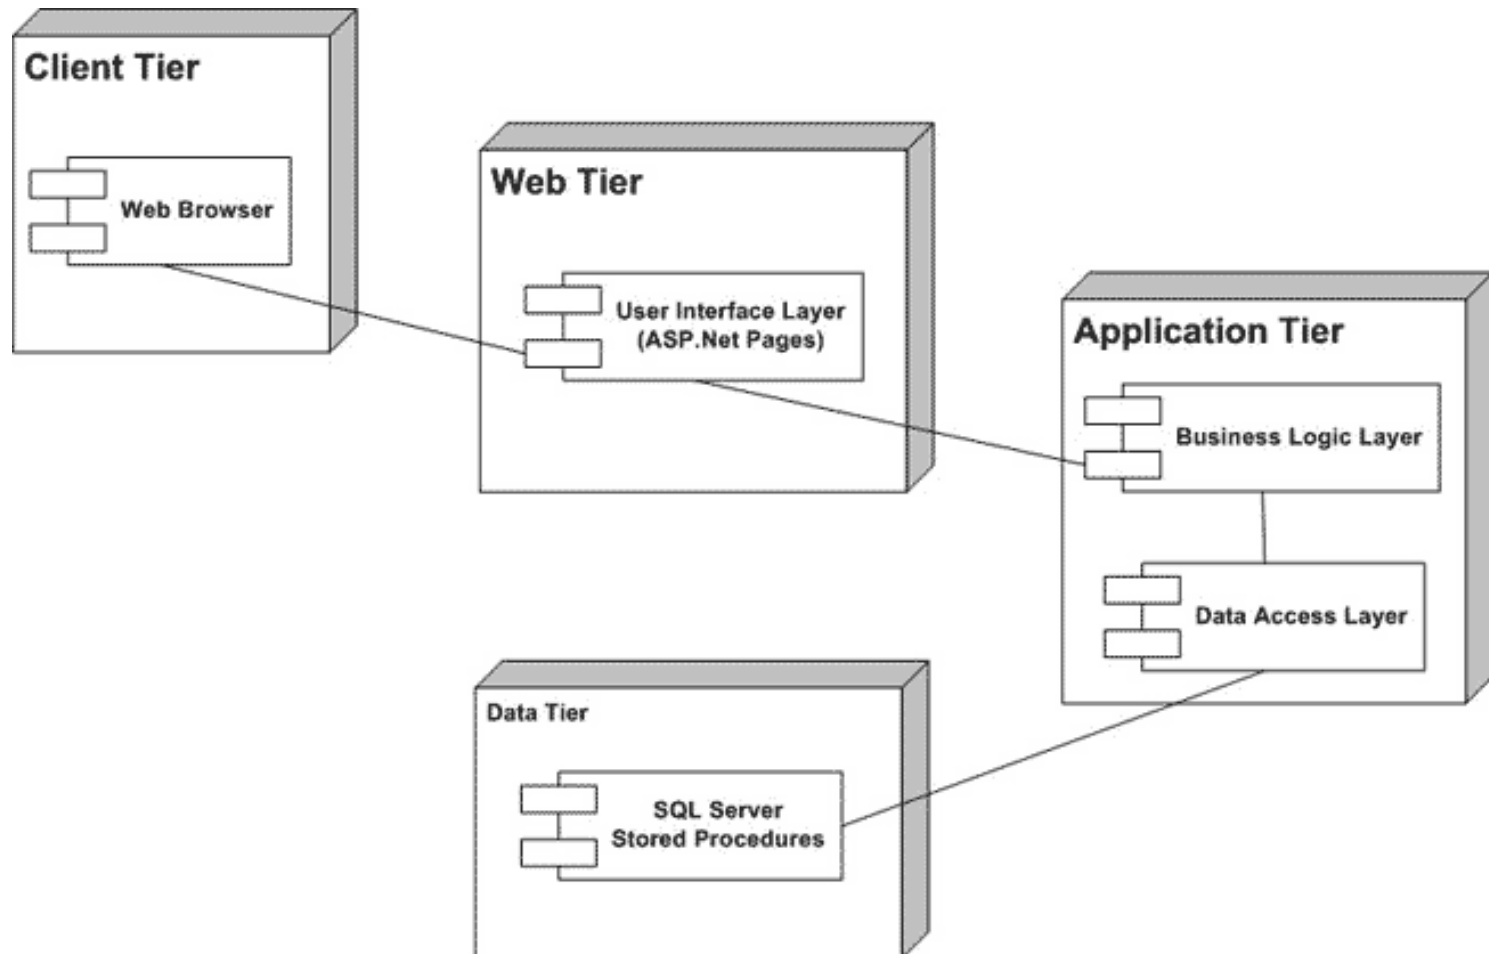 Client Tier
Web Browser
Web Tier
User Interface Layer
(ASP.Net Pages)
Application Tier
Business Logic Layer
Data Access Layer
Data Tier
SQL Server
Stored Procedures